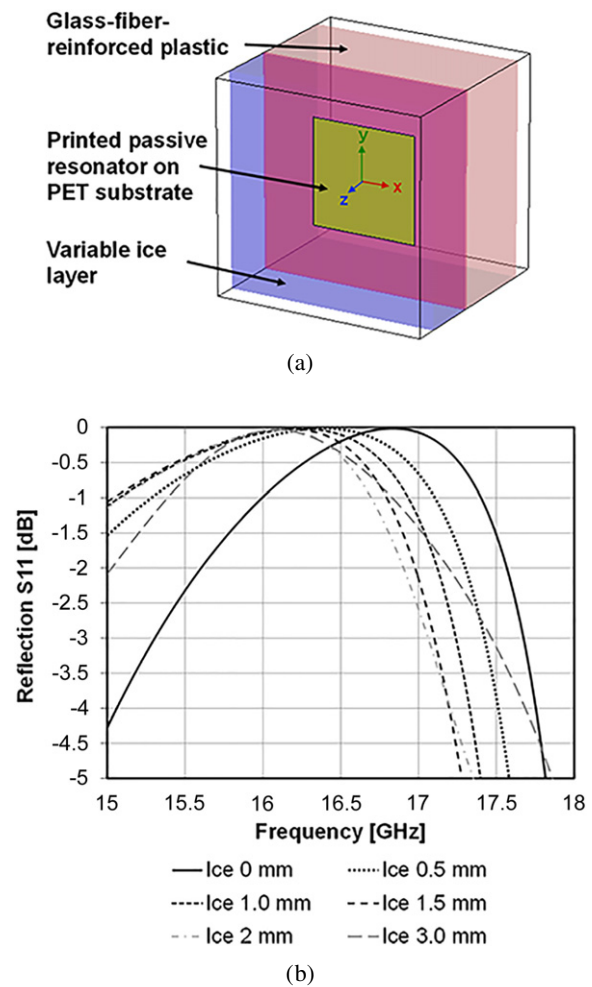 Glass-fiber-
reinforced plastic
Printed passive
resonator on
PET substrate
Variable ice
layer
y
x
z
(a)
Reflection S11 [dB]
0
-0.5
-1
-1.5
-2
-2.5
-3
-3.5
-4
-4.5
-5
15 15.5 16 16.5 17 17.5 18
Frequency [GHz]
Ice 0 mm Ice 0.5 mm
Ice 1.0 mm Ice 1.5 mm
Ice 2 mm Ice 3.0 mm
(b)